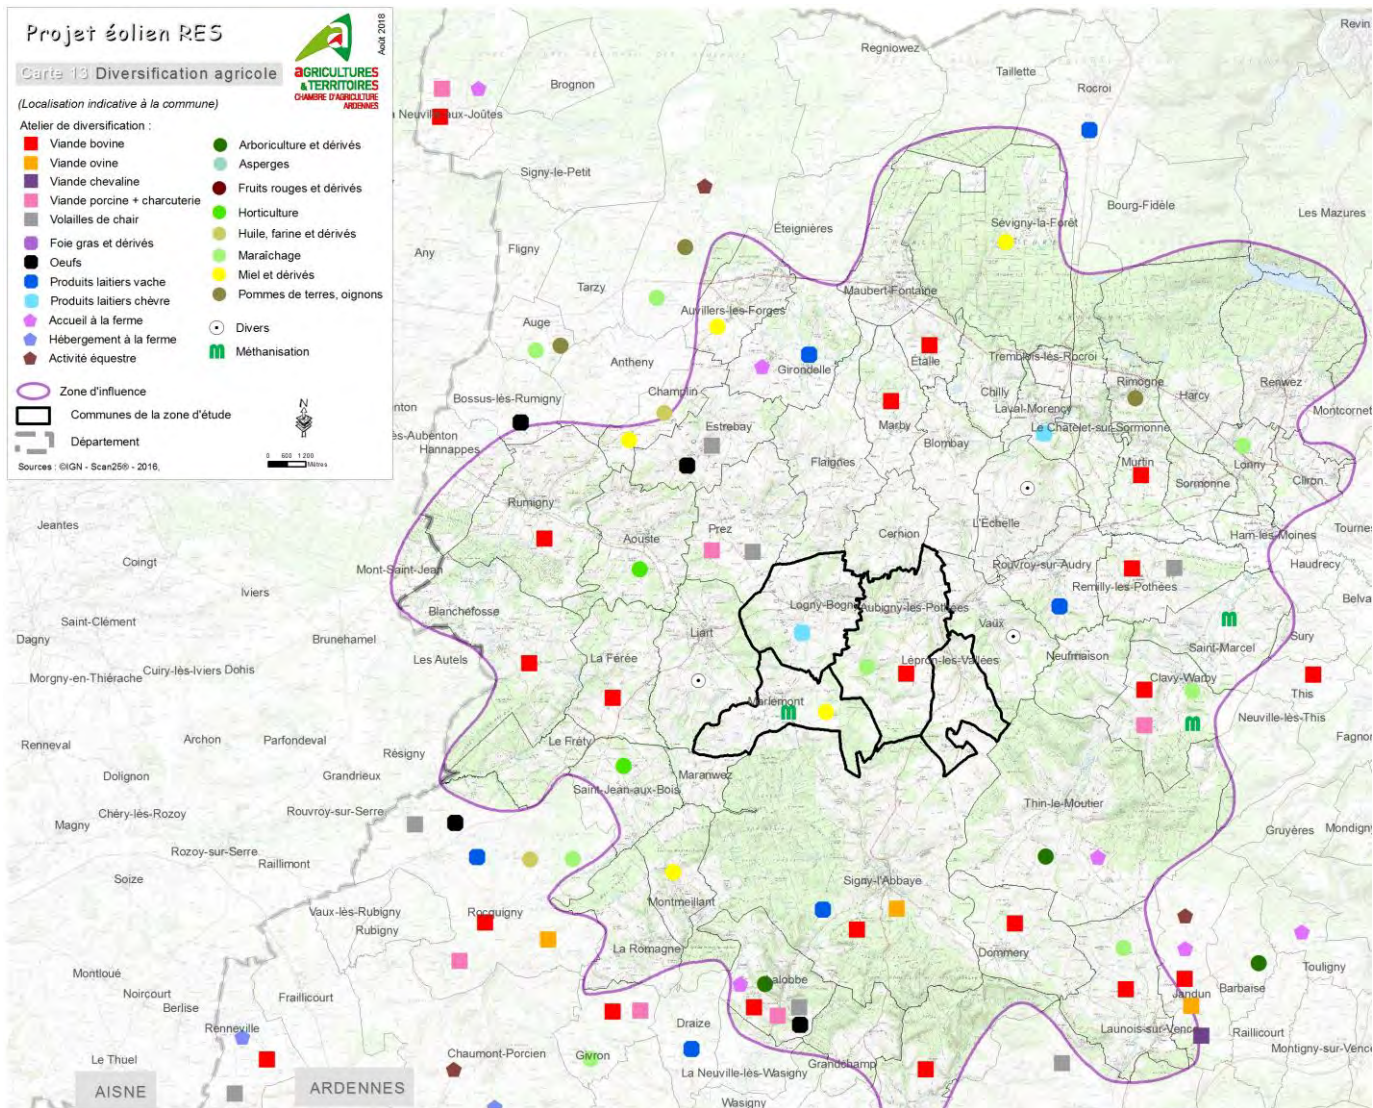 Projet éolien RES
Août 2018
Carte 13 Diversification agricole
aGRICULTURES
& TERRITOIRES
CHAMBRE D'AGRICULTURE
ARDENNES
(Localisation indicative à la commune)
Atelier de diversification :
Viande bovine
Viande ovine
Viande chevaline
Viande porcine + charcuterie
Volailles de chair
Foie gras et dérivés
Oeufs
Produits laitiers vache
Produits laitiers chèvre
Accueil à la ferme
Hébergement à la ferme
Activité équestre
Arboriculture et dérivés
Asperges
Fruits rouges et dérivés
Horticulture
Huile, farine et dérivés
Maraîchage
Miel et dérivés
Pommes de terres, oignons
Divers
Méthanisation
Zone d'influence
Communes de la zone d'étude
Département
N
0 600 1 200
Mètres
Sources : ©IGN - Scan25® - 2016,
Revin
Regniowez
Taillette
Rocroi
Brognon
a Neuville-aux-Joûtes
Signy-le-Petit
Bourg-Fidèle
Les Mazures
Sévigny-la-Forêt
Éteignières
Any
Fligny
Tarzy
Maubert-Fontaine
Auvillers-les-Forges
Auge
Antheny
Girondelle
Étalle
Tremblois-lès-Rocroi
Rimogne
Renwez
Harcy
Champlin
Chilly
Laval-Morency
Montcornet
Bossus-lès-Rumigny
enton
ès-Aubenton
Hannappes
Estrebay
Marby
Blombay
Le Châtelet-sur-Sormonne
Flaignes
Murtin
Lonny
Sormonne
Cliron
Rumigny
Jeantes
Prez
Aouste
L'Échelle
Cernion
Ham-les-Moines
Tournes
Coingt
Mont-Saint-Jean
Rouvroy-sur-Audry
Haudrecy
Remilly-les-Pothées
Iviers
Blanchefosse
Logny-Bogny
Aubigny-les-Pothées
Belva
Saint-Clément
Dagny
Brunehamel
Liart
Vaux
Sury
Saint-Marcel
Les Autels
La Férée
Lépron-les-Vallées
Neufmaison
Cuiry-lès-Iviers
Dohis
Morgny-en-Thiérache
Clavy-Warby
This
Marlemont
Neuville-lès-This
Renneval
Archon
Parfondeval
Le Fréty
Résigny
Fagnon
Dolignon
Grandrieux
Maranwez
Saint-Jean-aux-Bois
Thin-le-Moutier
Chéry-lès-Rozoy
Rouvroy-sur-Serre
Magny
Gruyères
Mondigny
Rozoy-sur-Serre
Raillimont
Soize
Signy-l'Abbaye
Vaux-lès-Rubigny
Rocquigny
Montmeillant
Rubigny
La Romagne
Dommery
Montloué
Touligny
Noircourt
Fraillicourt
Lalobbe
Barbaise
Jandun
Berlise
Renneville
Draize
Launois-sur-Vence
Raillicourt
Le Thuel
Chaumont-Porcien
Givron
Montigny-sur-Vence
Grandchamp
La Neuville-lès-Wasigny
AISNE
ARDENNES
Wasigny